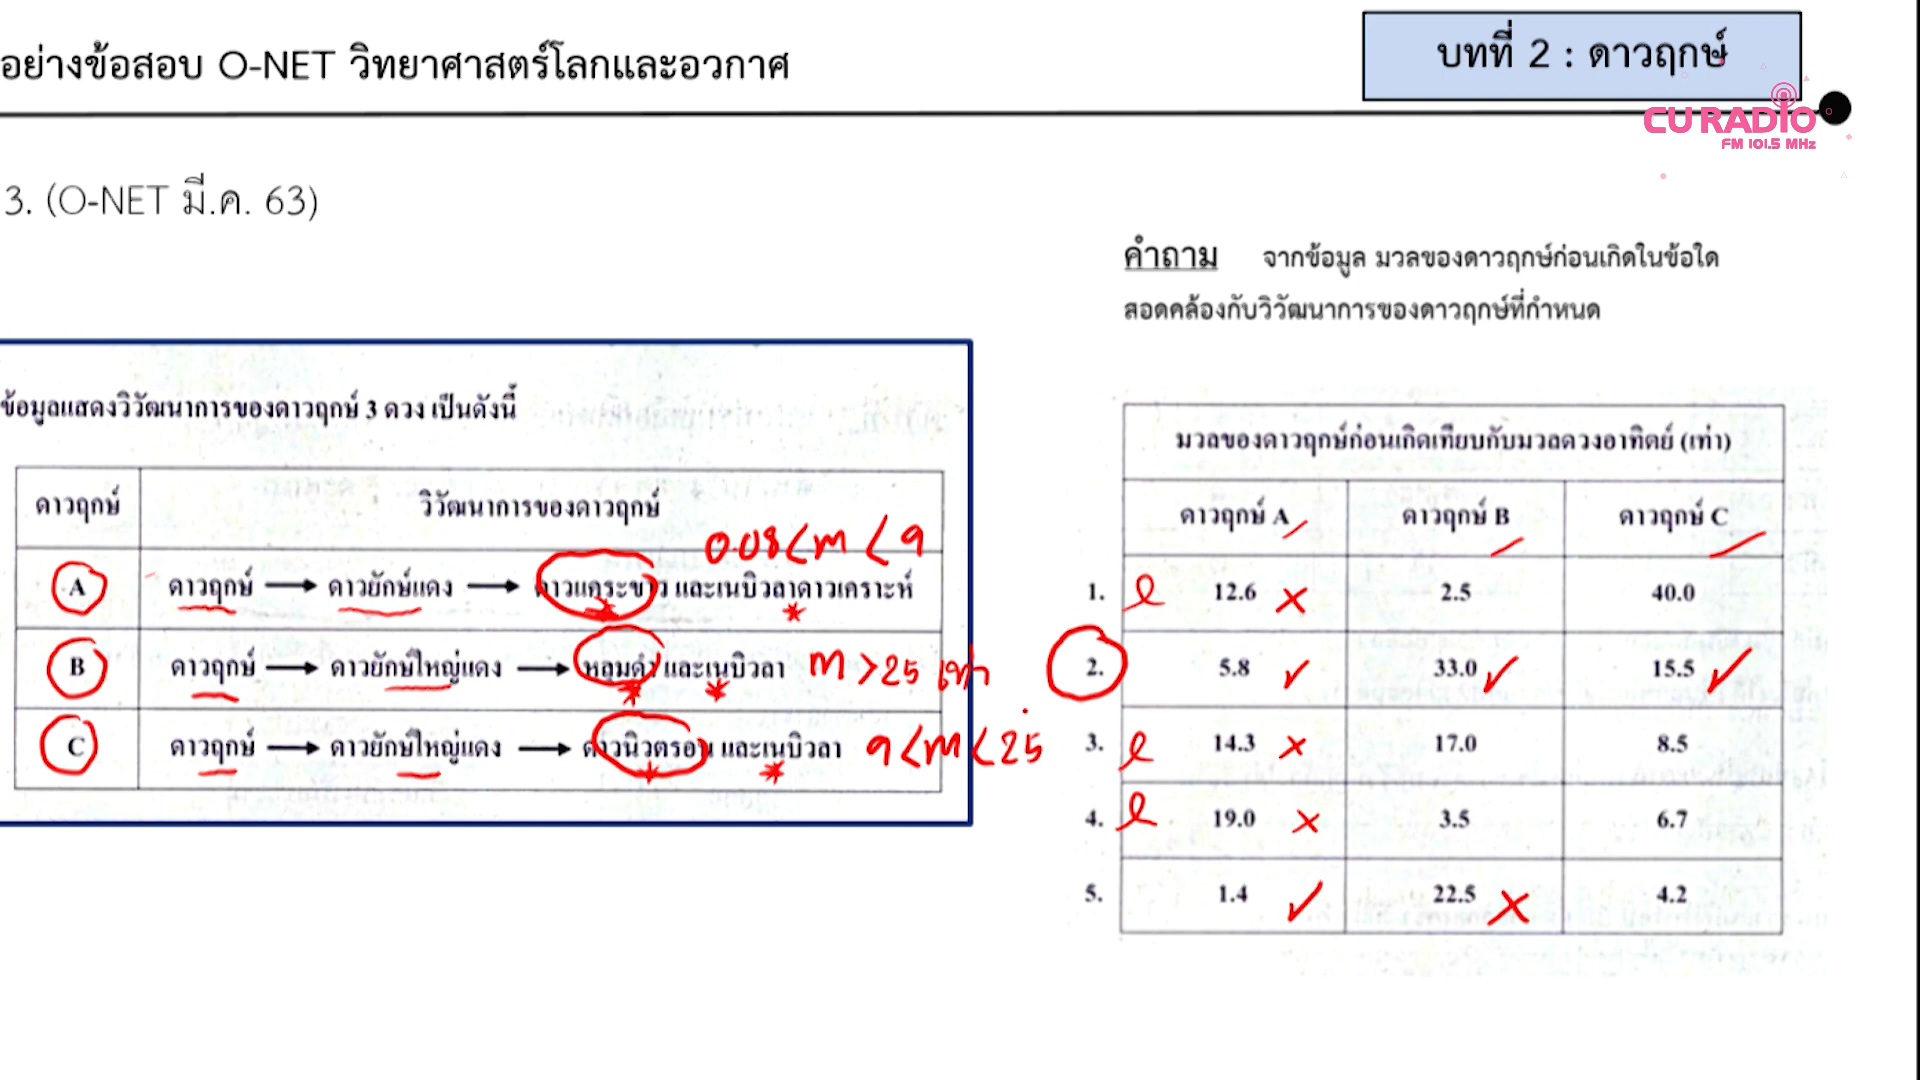 อย่างข้อสอบ O-NET วิทยาศาสตร์โลกและอวกาศ
บทที่ 2 : ดาวฤกษ์
CU RADIO
FM 101.5 MHz
3. (O-NET มี.ค. 63)
คำถาม จากข้อมูล มวลของดาวฤกษ์ก่อนเกิดในข้อใด
สอดคล้องกับวิวัฒนาการของดาวฤกษ์ที่กำหนด
ข้อมูลแสดงวิวัฒนาการของดาวฤกษ์ 3 ดวง เป็นดังนี้
ดาวฤกษ์ วิวัฒนาการของดาวฤกษ์
0.08 < m < 9
A ดาวฤกษ์ → ดาวยักษ์แดง → ดาวแคระขาว และเนบิวลาดาวเคราะห์
B ดาวฤกษ์ → ดาวยักษ์ใหญ่แดง → หลุมดำ และเนบิวลา m > 25 เท่า
C ดาวฤกษ์ → ดาวยักษ์ใหญ่แดง → ดาวนิวตรอน และเนบิวลา 9 < m < 25
มวลของดาวฤกษ์ก่อนเกิดเทียบกับมวลดวงอาทิตย์ (เท่า)
ดาวฤกษ์ A ดาวฤกษ์ B ดาวฤกษ์ C
1. 12.6 2.5 40.0
2. 5.8 33.0 15.5
3. 14.3 17.0 8.5
4. 19.0 3.5 6.7
5. 1.4 22.5 4.2